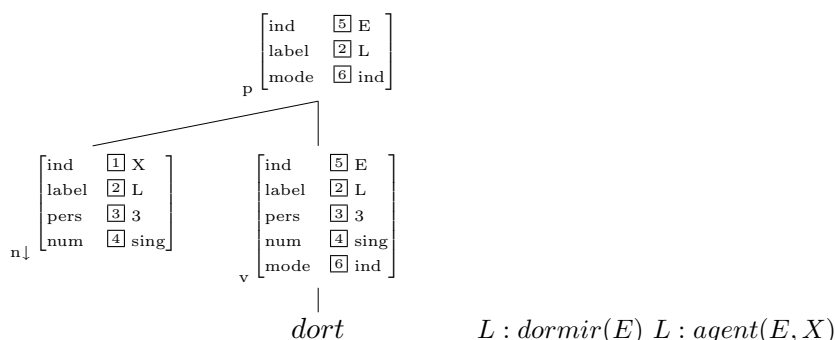 ind 5 E
label 2 L
mode 6 ind
p
ind 1 X
label 2 L
pers 3 3
num 4 sing
n↓
ind 5 E
label 2 L
pers 3 3
num 4 sing
mode 6 ind
v
dort
L : dormir(E) L : agent(E, X)